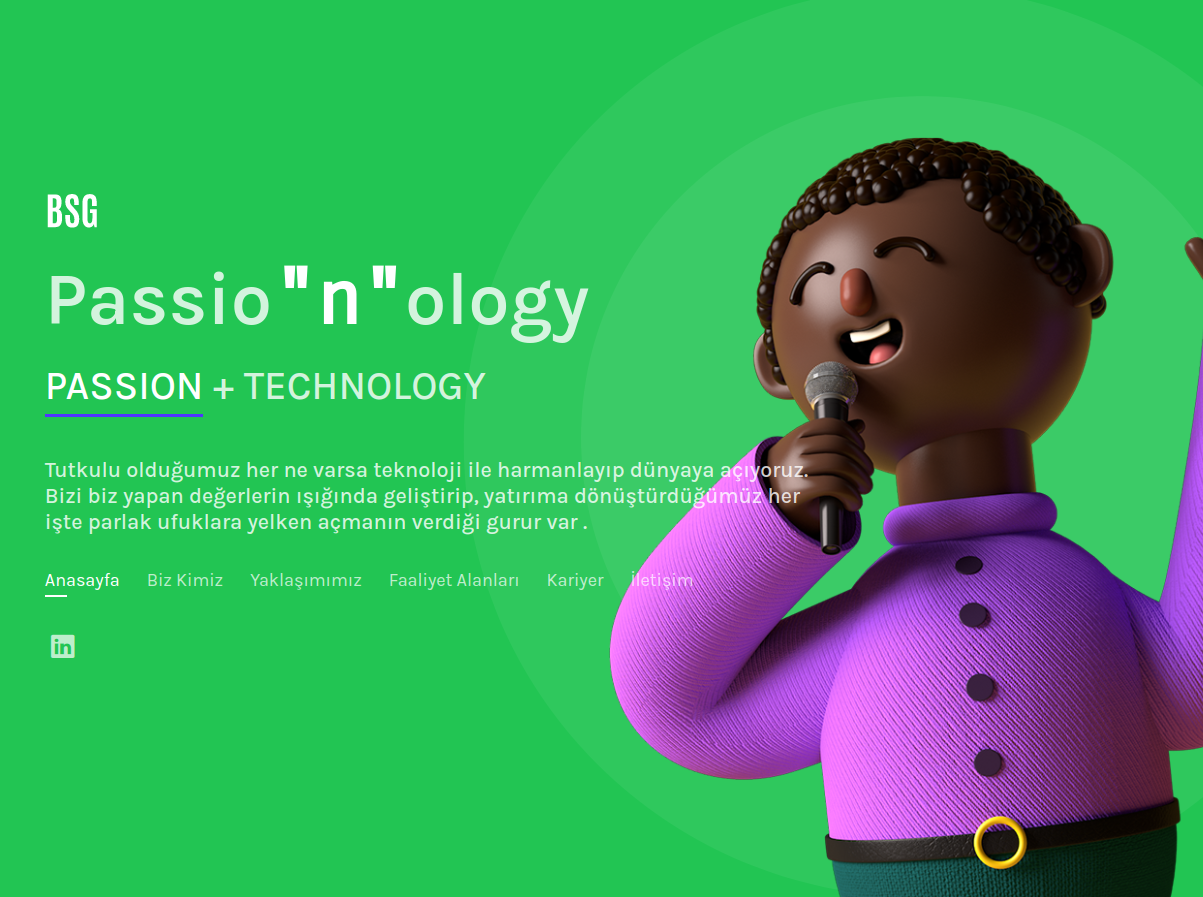 BSG
Passio"n"ology
PASSION + TECHNOLOGY
Tutkulu olduğumuz her ne varsa teknoloji ile harmanlayıp dünyaya açıyoruz.
Bizi biz yapan değerlerin ışığında geliştirip, yatırıma dönüştürdüğümüz her
işte parlak ufuklara yelken açmanın verdiği gurur var .
Anasayfa Biz Kimiz Yaklaşımımız Faaliyet Alanları Kariyer İletişim
in